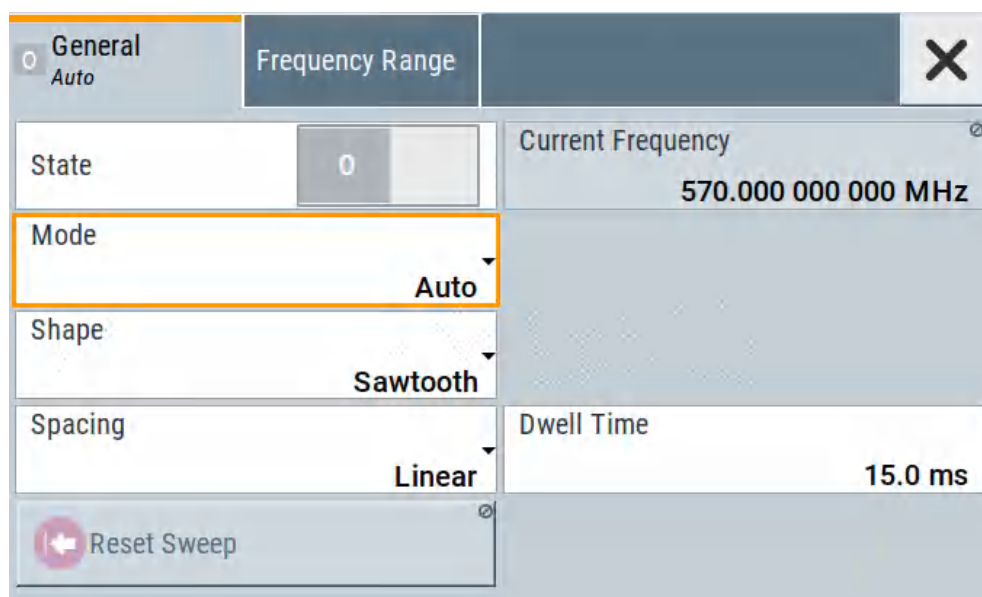 0 General
Auto
Frequency Range
State
0
Current Frequency
570.000 000 000 MHz
Mode
Auto
Shape
Sawtooth
Spacing
Linear
Dwell Time
15.0 ms
Reset Sweep